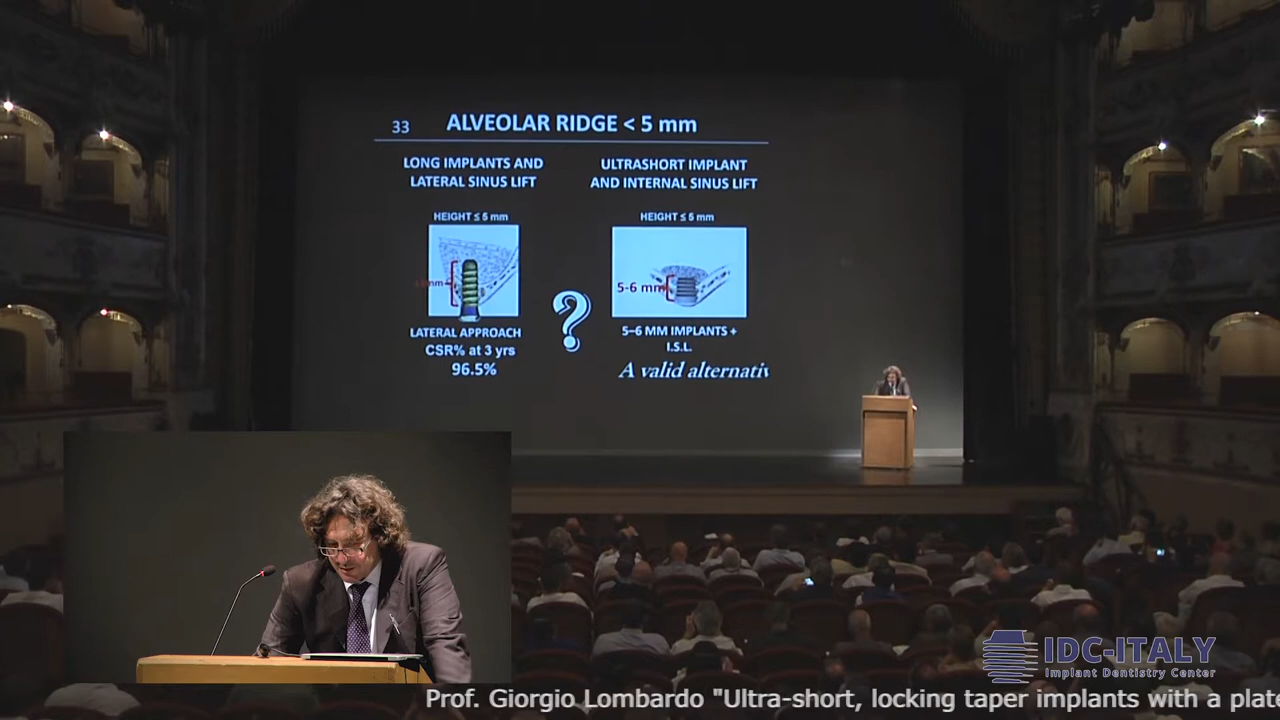 33
ALVEOLAR RIDGE < 5 mm
LONG IMPLANTS AND
LATERAL SINUS LIFT
ULTRASHORT IMPLANT
AND INTERNAL SINUS LIFT
HEIGHT ≤ 5 mm
HEIGHT ≤ 5 mm
mm
5-6 mm
?
LATERAL APPROACH
CSR% at 3 yrs
96.5%
5–6 MM IMPLANTS +
I.S.L.
A valid alternativ
IDC-ITALY
Implant Dentistry Center
Prof. Giorgio Lombardo "Ultra-short, locking taper implants with a plate